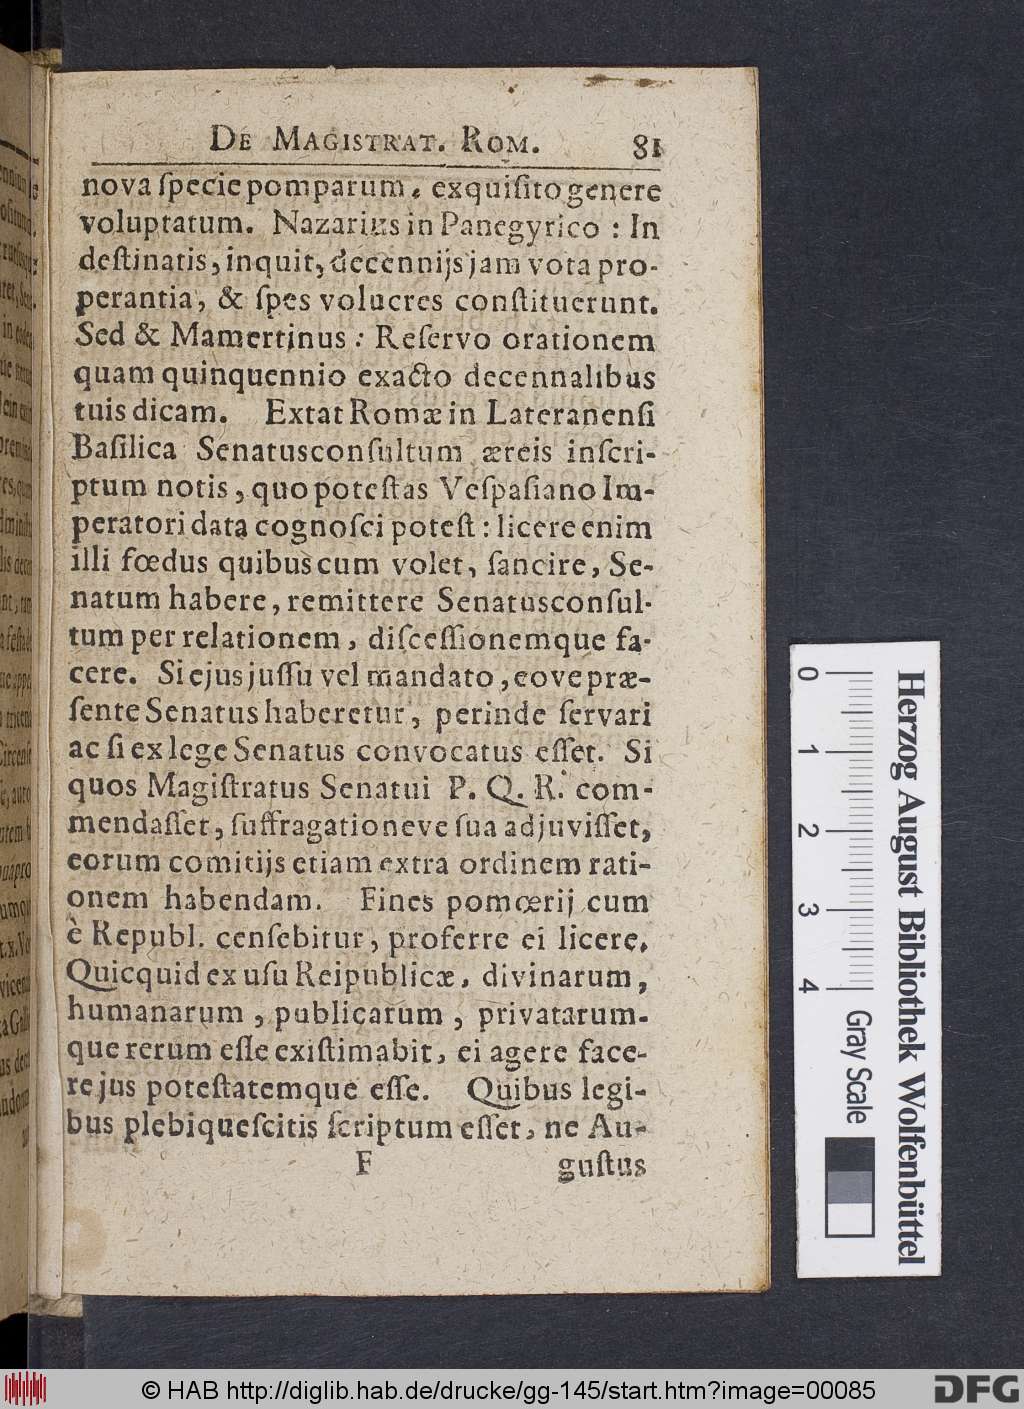 De Magistrat. Rom. 81
nova ſpecie pomparum, exquiſito genere
voluptatum. Nazarius in Panegyrico : In
deſtinatis, inquit, decennijs jam vota pro-
perantia, & ſpes volucres conſtituerunt.
Sed & Mamertinus : Reſervo orationem
quam quinquennio exacto decennalibus
tuis dicam. Extat Romæ in Lateranenſi
Baſilica Senatusconſultum æreis inſcri-
ptum notis, quo poteſtas Veſpaſiano Im-
peratori data cognoſci poteſt : licere enim
illi fœdus quibus cum volet, ſancire, Se-
natum habere, remittere Senatusconſul-
tum per relationem, diſceſſionemque fa-
cere. Si ejus juſſu vel mandato, eove præ-
ſente Senatus haberetur, perinde ſervari
ac ſi ex lege Senatus convocatus eſſet. Si
quos Magiſtratus Senatui P. Q. R. com-
mendaſſet, ſuffragationeve ſua adjuviſſet,
eorum comitijs etiam extra ordinem rati-
onem habendam. Fines pomœrij cum
è Republ. cenſebitur, proferre ei licere.
Quicquid ex uſu Reipublicæ, divinarum,
humanarum, publicarum, privatarum-
que rerum eſſe exiſtimabit, ei agere face-
re jus poteſtatemque eſſe. Quibus legi-
bus plebiqueſcitis ſcriptum eſſet, ne Au-
F guſtus
0 1 2 3 4 Gray Scale
Herzog August Bibliothek Wolfenbüttel
© HAB http://diglib.hab.de/drucke/gg-145/start.htm?image=00085
DFG